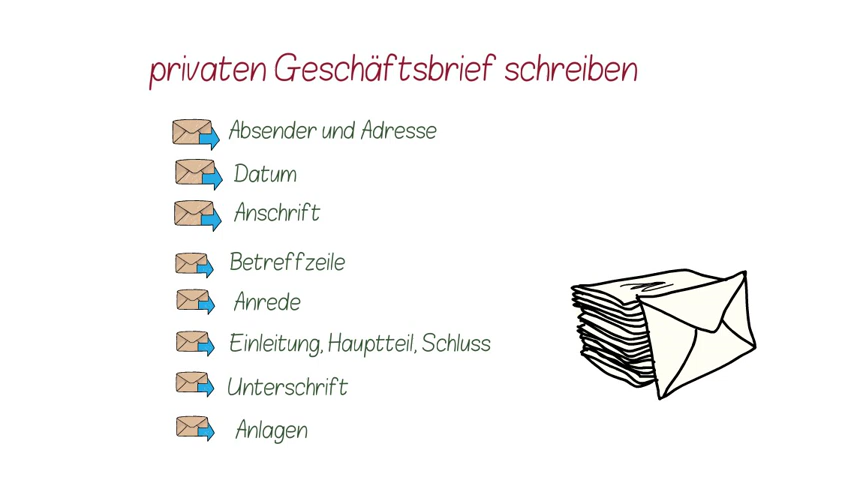 privaten Geschäftsbrief schreiben
Absender und Adresse
Datum
Anschrift
Betreffzeile
Anrede
Einleitung, Hauptteil, Schluss
Unterschrift
Anlagen